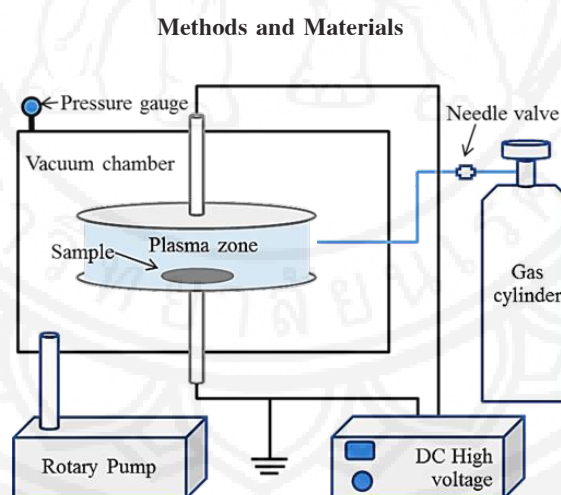 Methods and Materials
Pressure gauge
Needle valve
Vacuum chamber
Plasma zone
Sample
Gas
cylinder
Rotary Pump
DC High
voltage